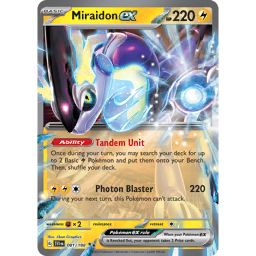 BASIC
Miraidon ex HP 220
Ability Tandem Unit
Once during your turn, you may search your deck for up
to 2 Basic Pokémon and put them onto your Bench.
Then, shuffle your deck.
Photon Blaster 220
During your next turn, this Pokémon can't attack.
weakness ×2 resistance retreat
Pokémon ex rule
081/198
When your Pokémon ex
is Knocked Out, your opponent takes 2 Prize cards.